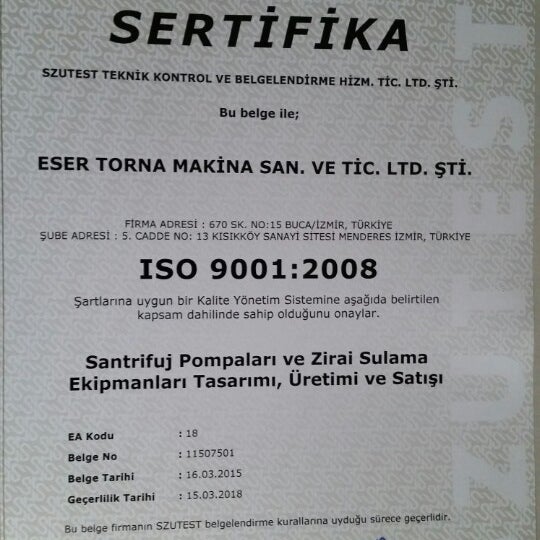 SERTİFİKA
SZUTEST TEKNİK KONTROL VE BELGELENDİRME HİZM. TİC. LTD. ŞTİ.
Bu belge ile;
ESER TORNA MAKİNA SAN. VE TİC. LTD. ŞTİ.
FİRMA ADRESİ : 670 SK. NO:15 BUCA/İZMİR, TÜRKİYE
ŞUBE ADRESİ : 5. CADDE NO: 13 KISIKKÖY SANAYİ SİTESİ MENDERES İZMİR, TÜRKİYE
ISO 9001:2008
Şartlarına uygun bir Kalite Yönetim Sistemine aşağıda belirtilen
kapsam dahilinde sahip olduğunu onaylar.
Santrifuj Pompaları ve Zirai Sulama
Ekipmanları Tasarımı, Üretimi ve Satışı
EA Kodu : 18
Belge No : 11507501
Belge Tarihi : 16.03.2015
Geçerlilik Tarihi : 15.03.2018
Bu belge firmanın SZUTEST belgelendirme kurallarına uyduğu sürece geçerlidir.
ZUTEST